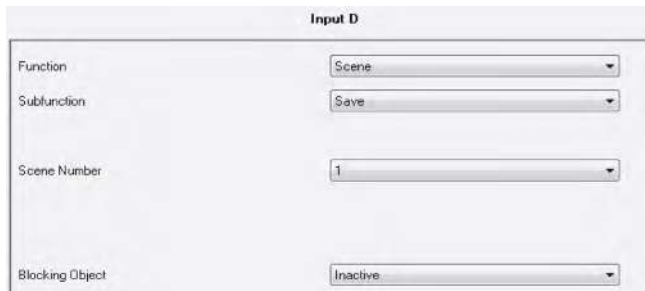 Input D
Function Scene
Subfunction Save
Scene Number 1
Blocking Object Inactive